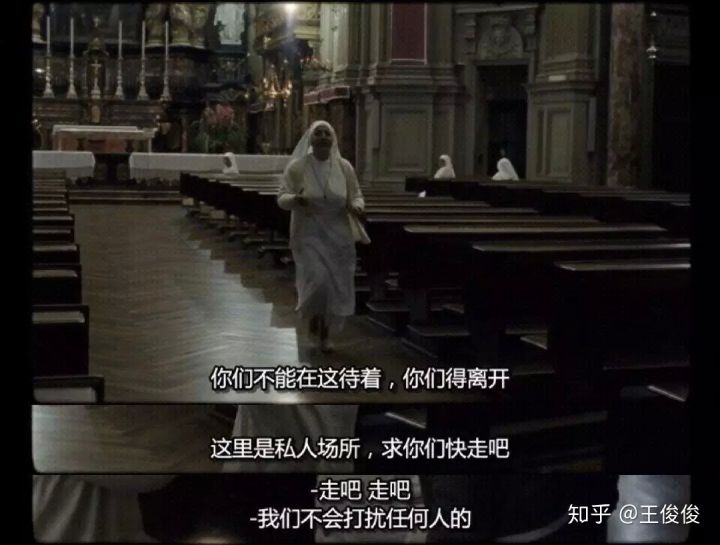 你们不能在这待着，你们得离开
这里是私人场所，求你们快走吧
-走吧 走吧
-我们不会打扰任何人的
知乎 @王俊俊